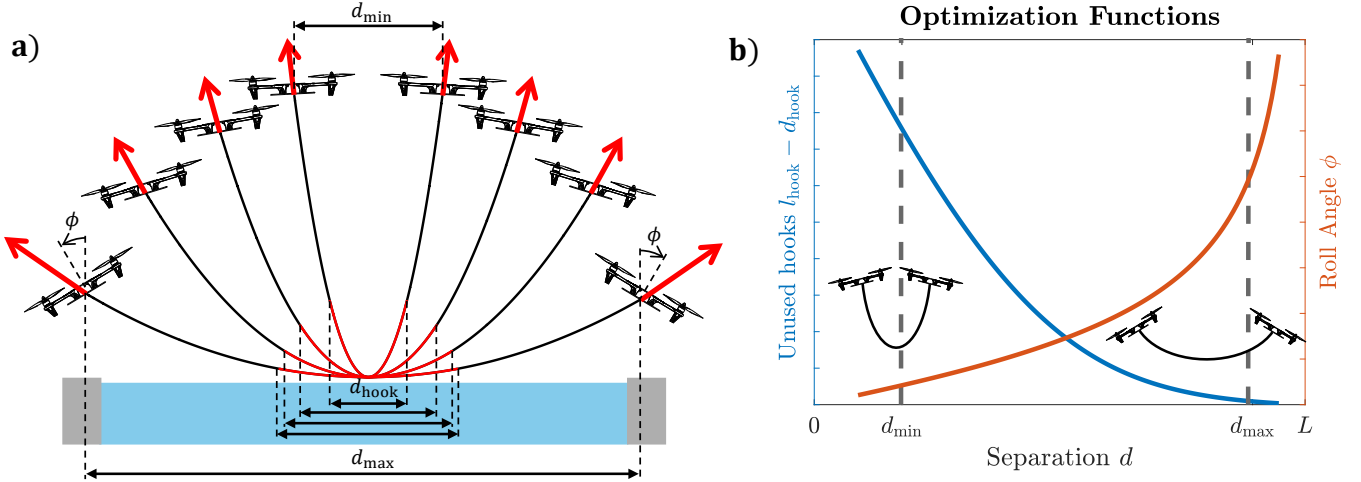 a)
d_min
ϕ
ϕ
d_hook
d_max
b)
Optimization Functions
Unused hooks l_hook − d_hook
Roll Angle ϕ
0
d_min
d_max
L
Separation d